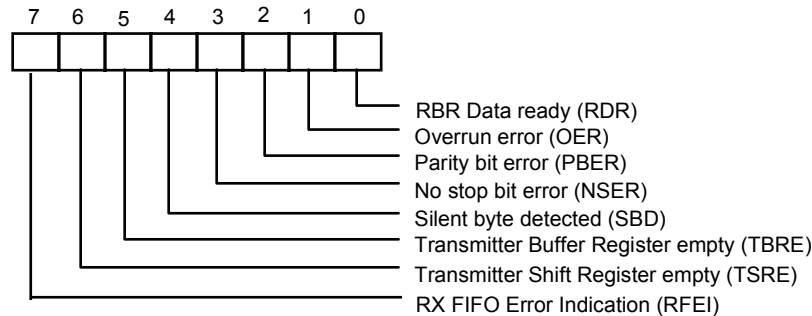 7 6 5 4 3 2 1 0
RBR Data ready (RDR)
Overrun error (OER)
Parity bit error (PBER)
No stop bit error (NSER)
Silent byte detected (SBD)
Transmitter Buffer Register empty (TBRE)
Transmitter Shift Register empty (TSRE)
RX FIFO Error Indication (RFEI)